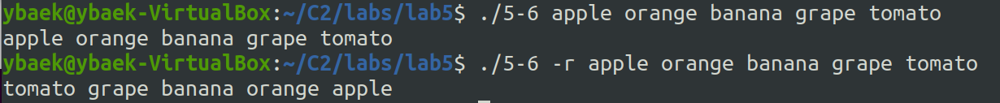 ybaek@ybaek-VirtualBox:~/C2/labs/lab5$ ./5-6 apple orange banana grape tomato
apple orange banana grape tomato
ybaek@ybaek-VirtualBox:~/C2/labs/lab5$ ./5-6 -r apple orange banana grape tomato
tomato grape banana orange apple